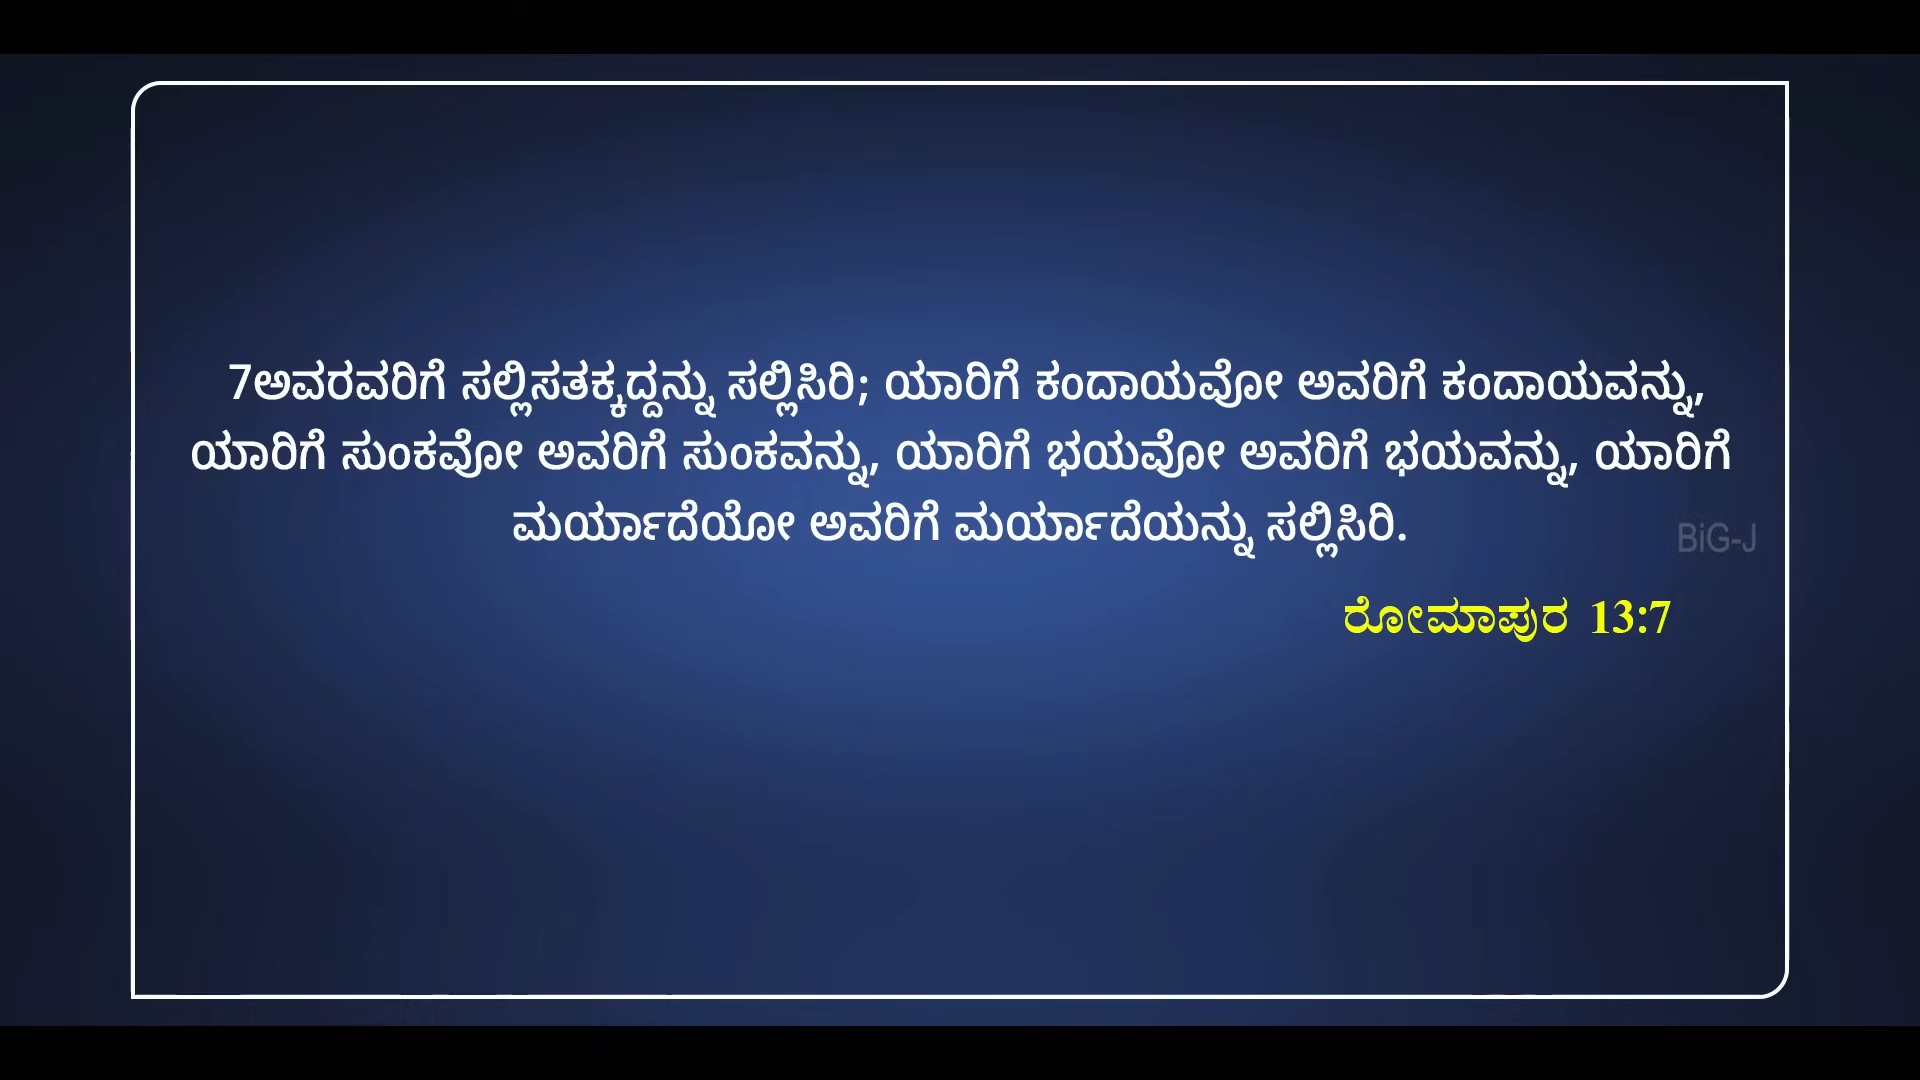 7ಅವರವರಿಗೆ ಸಲ್ಲಿಸತಕ್ಕದ್ದನ್ನು ಸಲ್ಲಿಸಿರಿ; ಯಾರಿಗೆ ಕಂದಾಯವೋ ಅವರಿಗೆ ಕಂದಾಯವನ್ನು,
ಯಾರಿಗೆ ಸುಂಕವೋ ಅವರಿಗೆ ಸುಂಕವನ್ನು, ಯಾರಿಗೆ ಭಯವೋ ಅವರಿಗೆ ಭಯವನ್ನು, ಯಾರಿಗೆ
ಮರ್ಯಾದೆಯೋ ಅವರಿಗೆ ಮರ್ಯಾದೆಯನ್ನು ಸಲ್ಲಿಸಿರಿ.
BiG-J
ರೋಮಾಪುರ 13:7